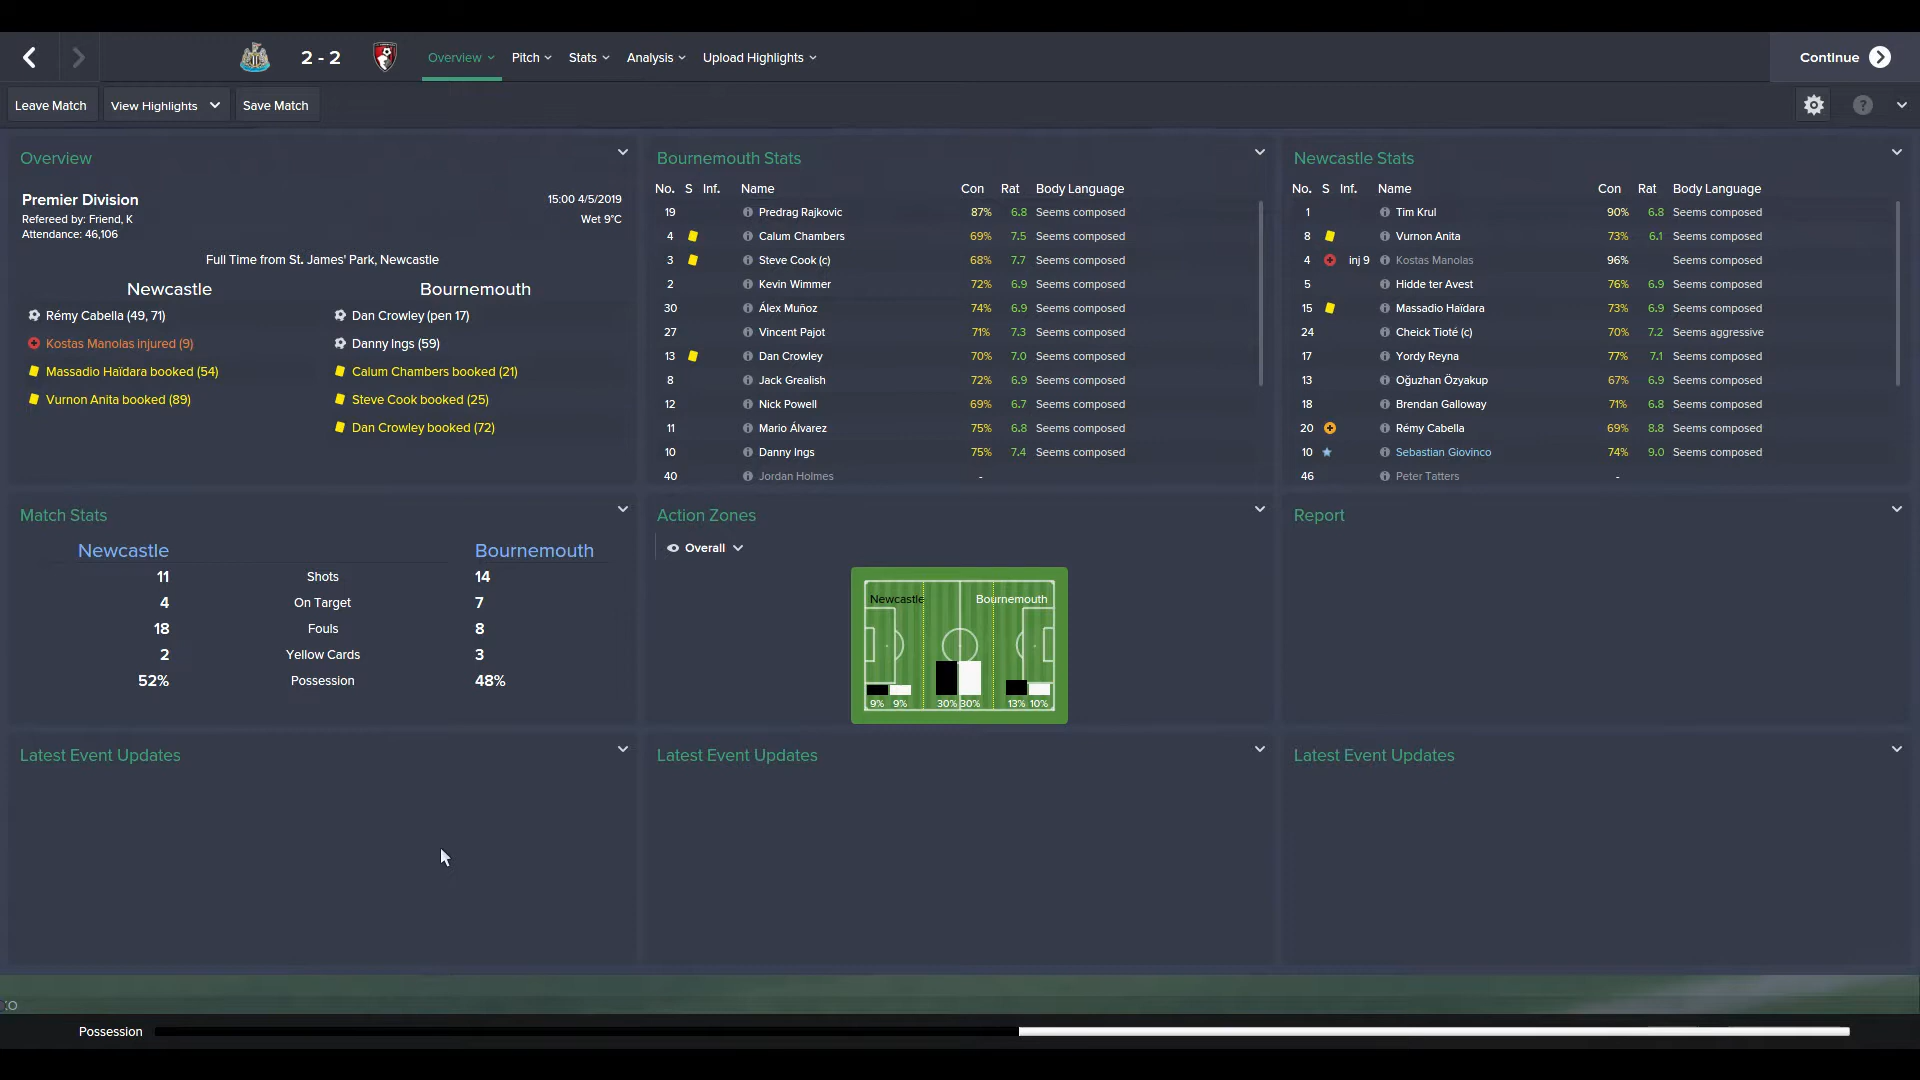 2 - 2
Overview
Pitch
Stats
Analysis
Upload Highlights
Continue
Leave Match
View Highlights
Save Match
?
Overview
Premier Division
15:00 4/5/2019
Refereed by: Friend, K
Wet 9°C
Attendance: 46,106
Full Time from St. James' Park, Newcastle
Newcastle
Bournemouth
Rémy Cabella (49, 71)
Dan Crowley (pen 17)
Kostas Manolas injured (9)
Danny Ings (59)
Massadio Haïdara booked (54)
Calum Chambers booked (21)
Vurnon Anita booked (89)
Steve Cook booked (25)
Dan Crowley booked (72)
Bournemouth Stats
No. S Inf. Name Con Rat Body Language
19 Predrag Rajkovic 87% 6.8 Seems composed
4 Calum Chambers 69% 7.5 Seems composed
3 Steve Cook (c) 68% 7.7 Seems composed
2 Kevin Wimmer 72% 6.9 Seems composed
30 Álex Muñoz 74% 6.9 Seems composed
27 Vincent Pajot 71% 7.3 Seems composed
13 Dan Crowley 70% 7.0 Seems composed
8 Jack Grealish 72% 6.9 Seems composed
12 Nick Powell 69% 6.7 Seems composed
11 Mario Álvarez 75% 6.8 Seems composed
10 Danny Ings 75% 7.4 Seems composed
40 Jordan Holmes -
Newcastle Stats
No. S Inf. Name Con Rat Body Language
1 Tim Krul 90% 6.8 Seems composed
8 Vurnon Anita 73% 6.1 Seems composed
4 inj 9 Kostas Manolas 96% Seems composed
5 Hidde ter Avest 76% 6.9 Seems composed
15 Massadio Haïdara 73% 6.9 Seems composed
24 Cheick Tioté (c) 70% 7.2 Seems aggressive
17 Yordy Reyna 77% 7.1 Seems composed
13 Oğuzhan Özyakup 67% 6.9 Seems composed
18 Brendan Galloway 71% 6.8 Seems composed
20 Rémy Cabella 69% 8.8 Seems composed
10 Sebastian Giovinco 74% 9.0 Seems composed
46 Peter Tatters -
Match Stats
Newcastle Bournemouth
11 Shots 14
4 On Target 7
18 Fouls 8
2 Yellow Cards 3
52% Possession 48%
Action Zones
Overall
Newcastle Bournemouth
9% 9% 30% 30% 13% 10%
Report
Latest Event Updates
Latest Event Updates
Latest Event Updates
Possession